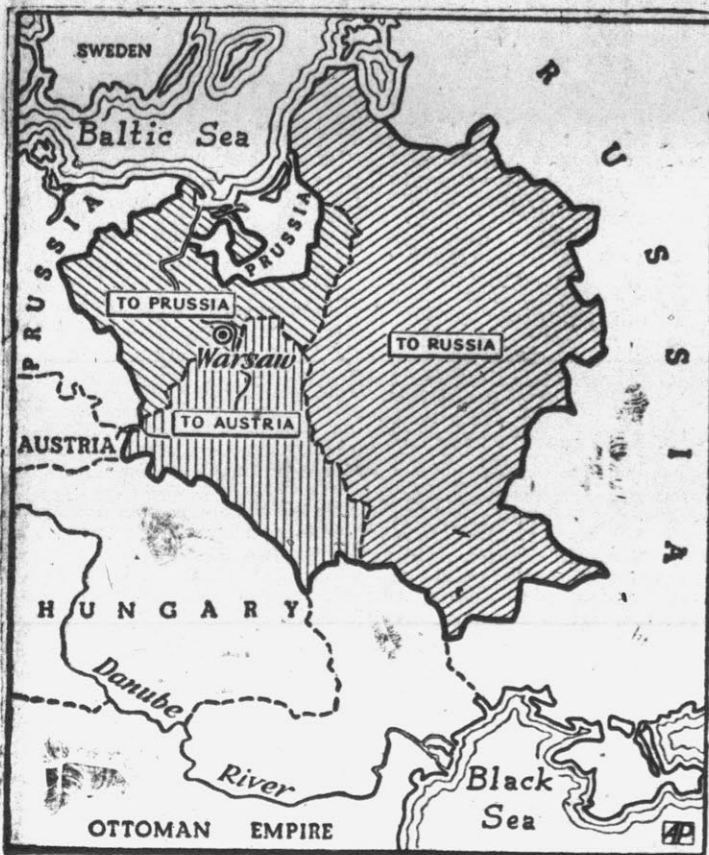 SWEDEN
Baltic Sea
RUSSIA
PRUSSIA
PRUSSIA
TO PRUSSIA
Warsaw
TO RUSSIA
TO AUSTRIA
AUSTRIA
HUNGARY
Danube
River
Black
Sea
OTTOMAN EMPIRE
AP